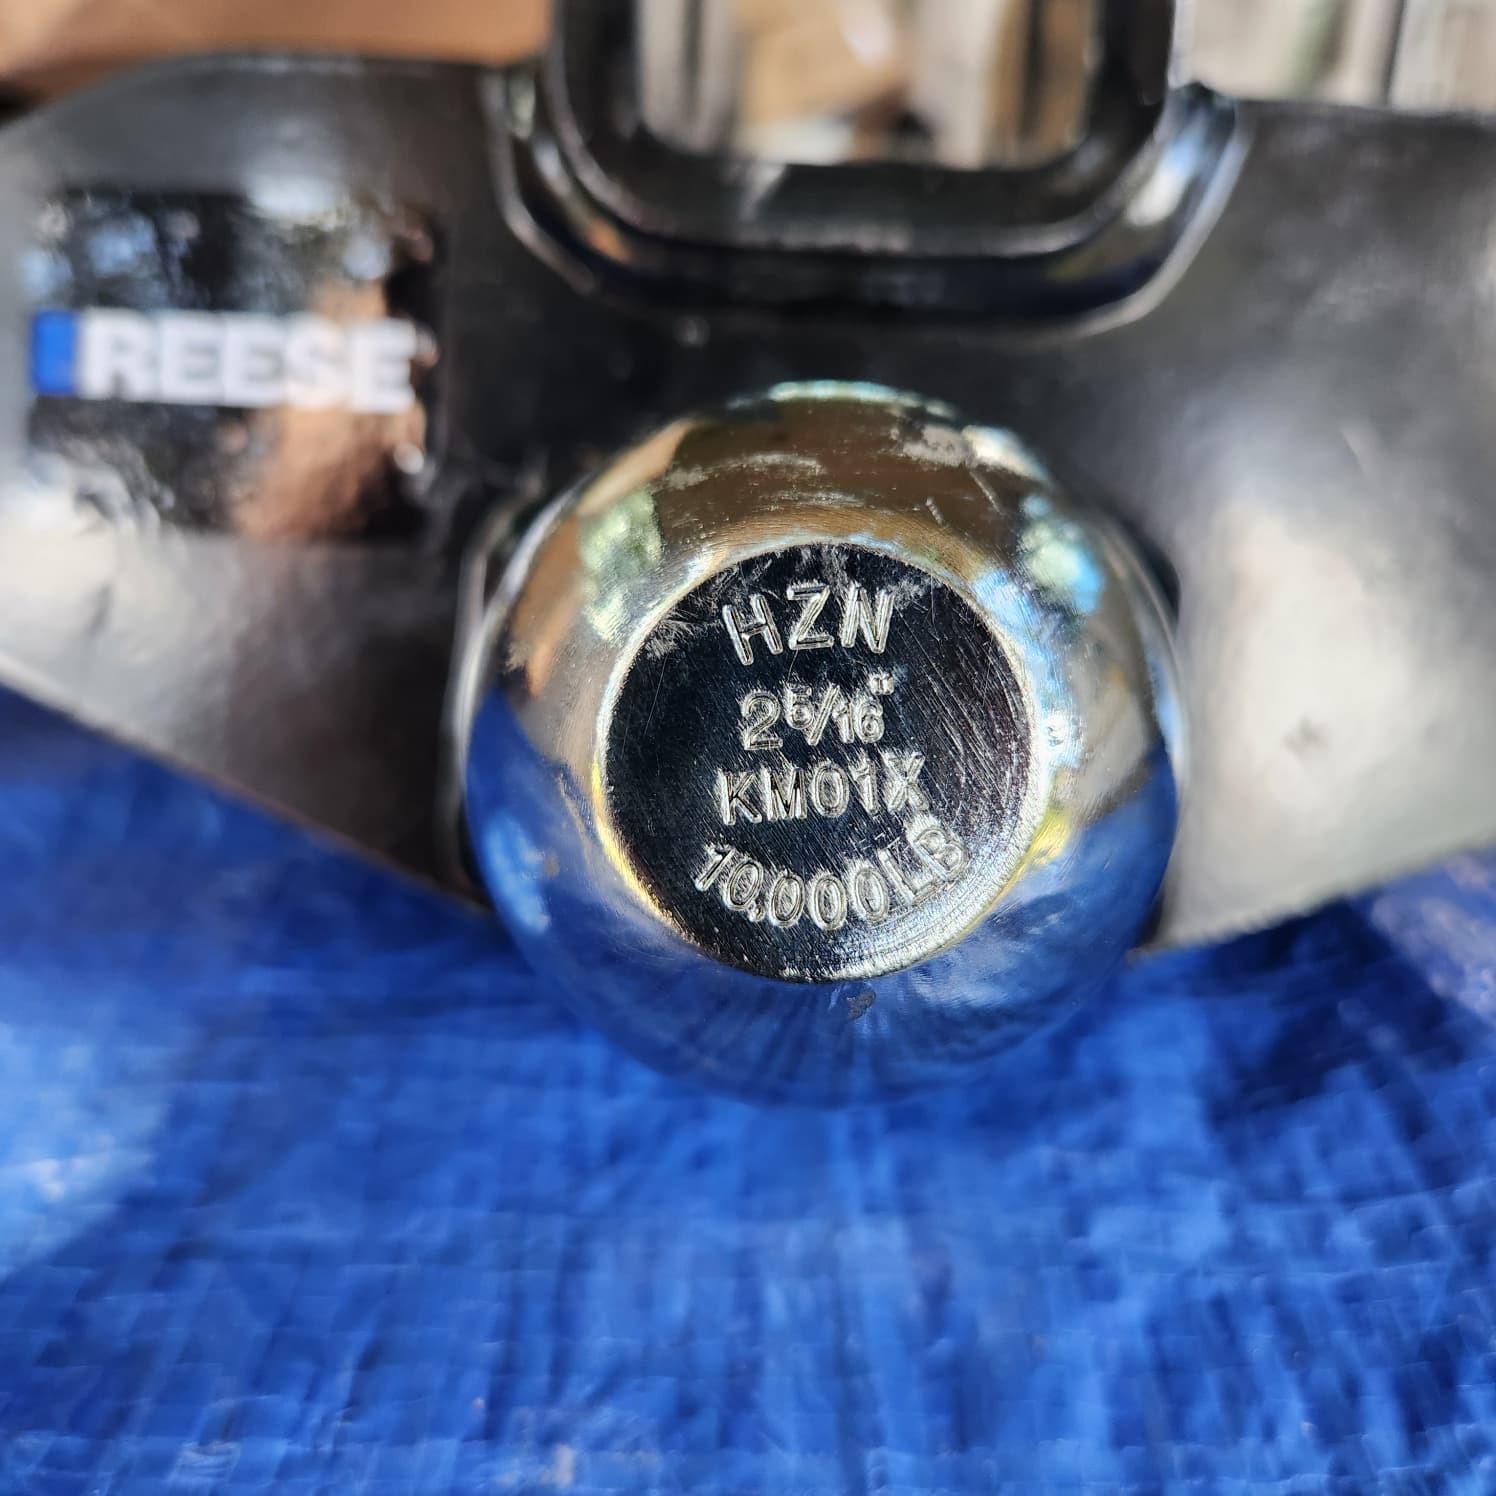 REESE
HZN
2 5/16"
KM01X
10,000LB